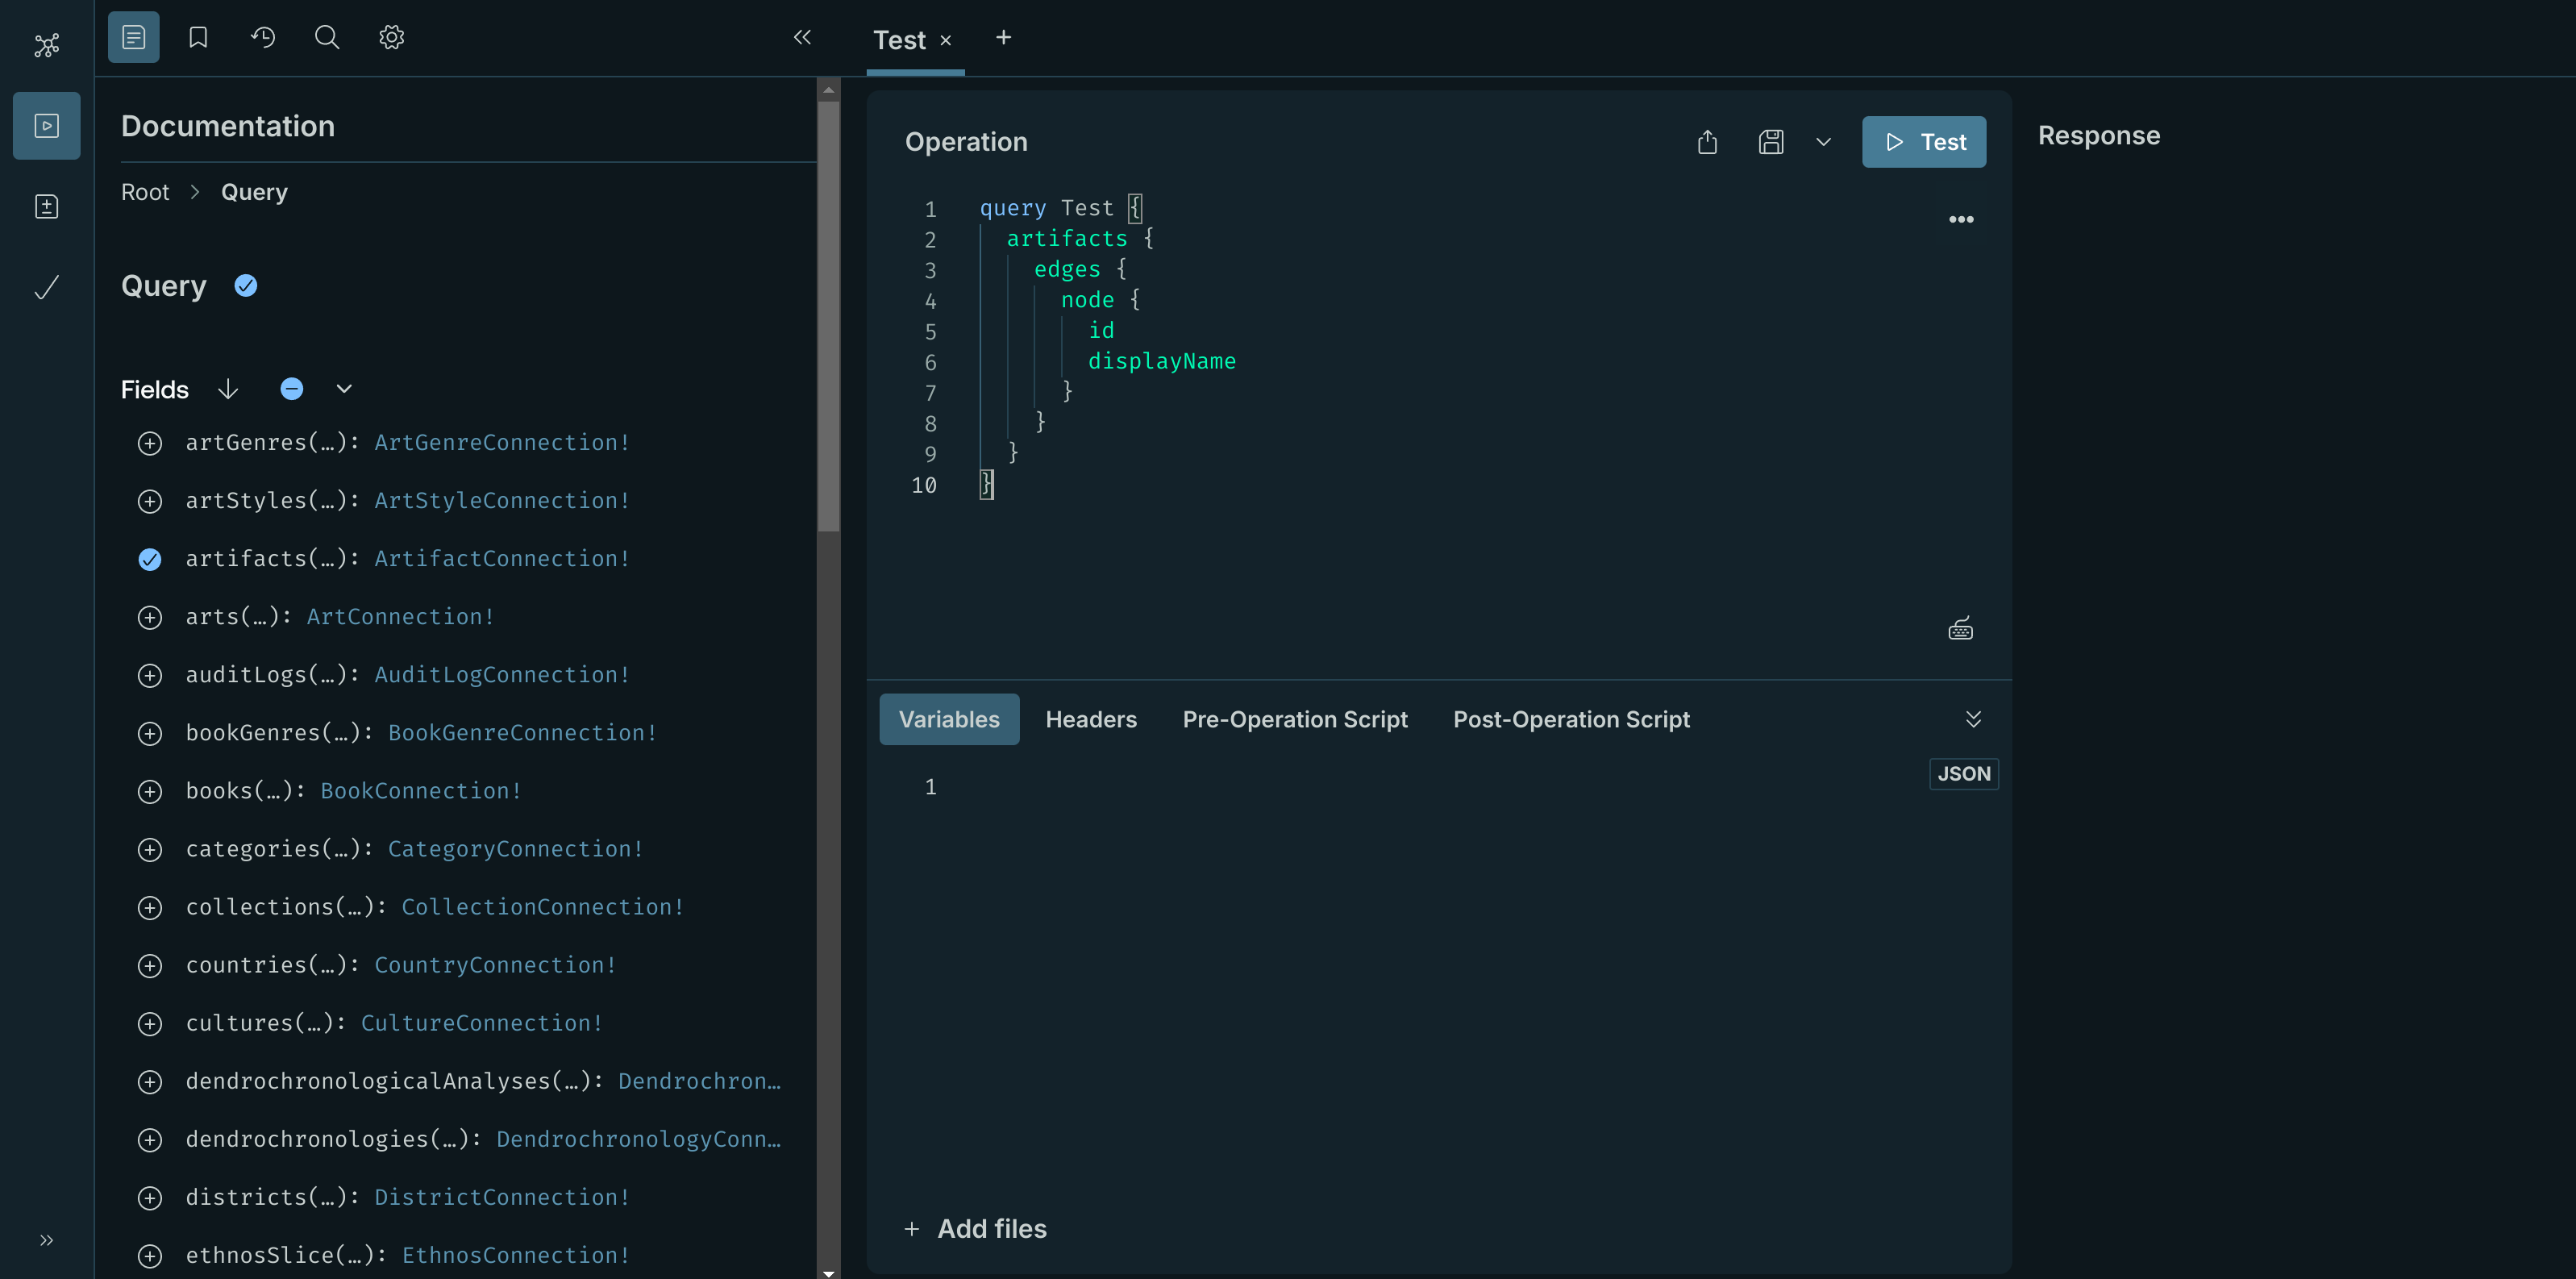 Documentation
Root > Query
Query
Fields
artGenres(…): ArtGenreConnection!
artStyles(…): ArtStyleConnection!
artifacts(…): ArtifactConnection!
arts(…): ArtConnection!
auditLogs(…): AuditLogConnection!
bookGenres(…): BookGenreConnection!
books(…): BookConnection!
categories(…): CategoryConnection!
collections(…): CollectionConnection!
countries(…): CountryConnection!
cultures(…): CultureConnection!
dendrochronologicalAnalyses(…): Dendrochron…
dendrochronologies(…): DendrochronologyConn…
districts(…): DistrictConnection!
ethnosSlice(…): EthnosConnection!
Test × +
Operation
Test
1 query Test {
2 artifacts {
3 edges {
4 node {
5 id
6 displayName
7 }
8 }
9 }
10 }
Variables Headers Pre-Operation Script Post-Operation Script
JSON
1
+ Add files
Response